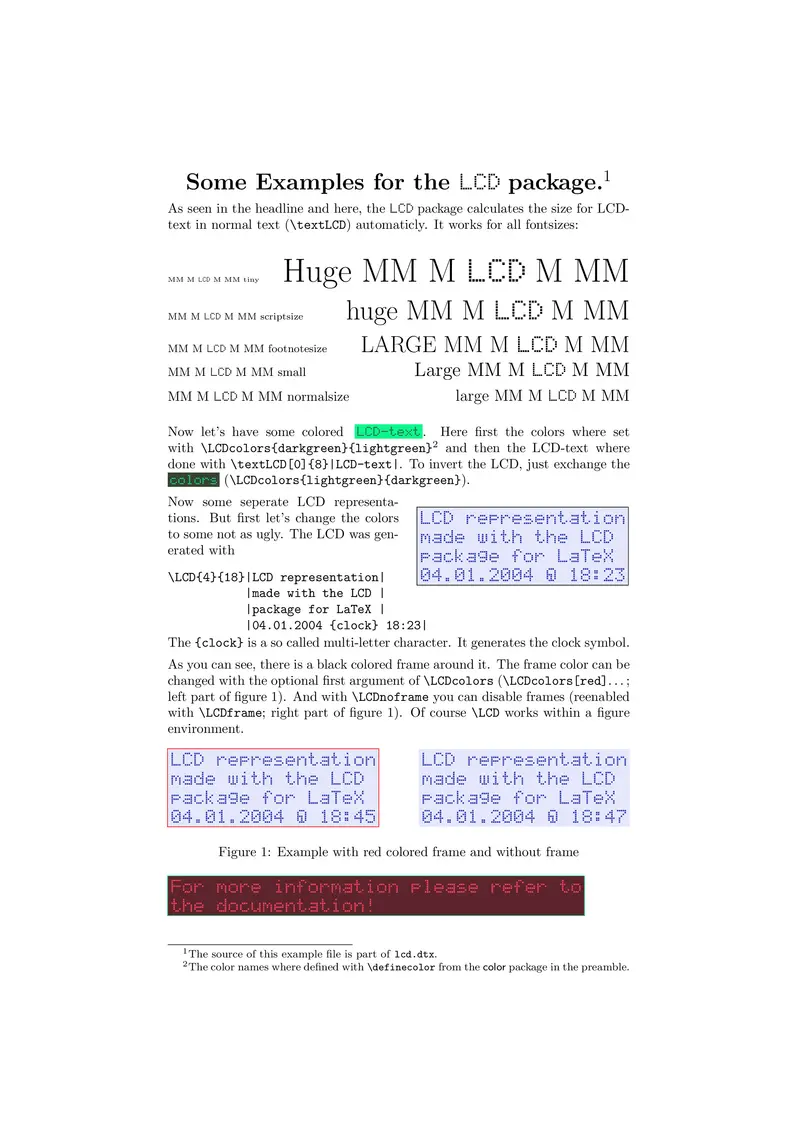 Some Examples for the LCD package.1
As seen in the headline and here, the LCD package calculates the size for LCD-
text in normal text (\textLCD) automaticly. It works for all fontsizes:
MM M LCD M MM tiny Huge MM M LCD M MM
MM M LCD M MM scriptsize huge MM M LCD M MM
MM M LCD M MM footnotesize LARGE MM M LCD M MM
MM M LCD M MM small Large MM M LCD M MM
MM M LCD M MM normalsize large MM M LCD M MM
Now let's have some colored LCD-text. Here first the colors where set
with \LCDcolors{darkgreen}{lightgreen}2 and then the LCD-text where
done with \textLCD[0]{8}|LCD-text|. To invert the LCD, just exchange the
colors (\LCDcolors{lightgreen}{darkgreen}).
Now some seperate LCD representa-
tions. But first let's change the colors
to some not as ugly. The LCD was gen-
erated with
LCD representation
made with the LCD
package for LaTeX
04.01.2004 🕙 18:23
\LCD{4}{18}|LCD representation|
|made with the LCD |
|package for LaTeX |
|04.01.2004 {clock} 18:23|
The {clock} is a so called multi-letter character. It generates the clock symbol.
As you can see, there is a black colored frame around it. The frame color can be
changed with the optional first argument of \LCDcolors (\LCDcolors[red]...;
left part of figure 1). And with \LCDnoframe you can disable frames (reenabled
with \LCDframe; right part of figure 1). Of course \LCD works within a figure
environment.
LCD representation
made with the LCD
package for LaTeX
04.01.2004 🕙 18:45
LCD representation
made with the LCD
package for LaTeX
04.01.2004 🕙 18:47
Figure 1: Example with red colored frame and without frame
For more information please refer to
the documentation!
1The source of this example file is part of lcd.dtx.
2The color names where defined with \definecolor from the color package in the preamble.